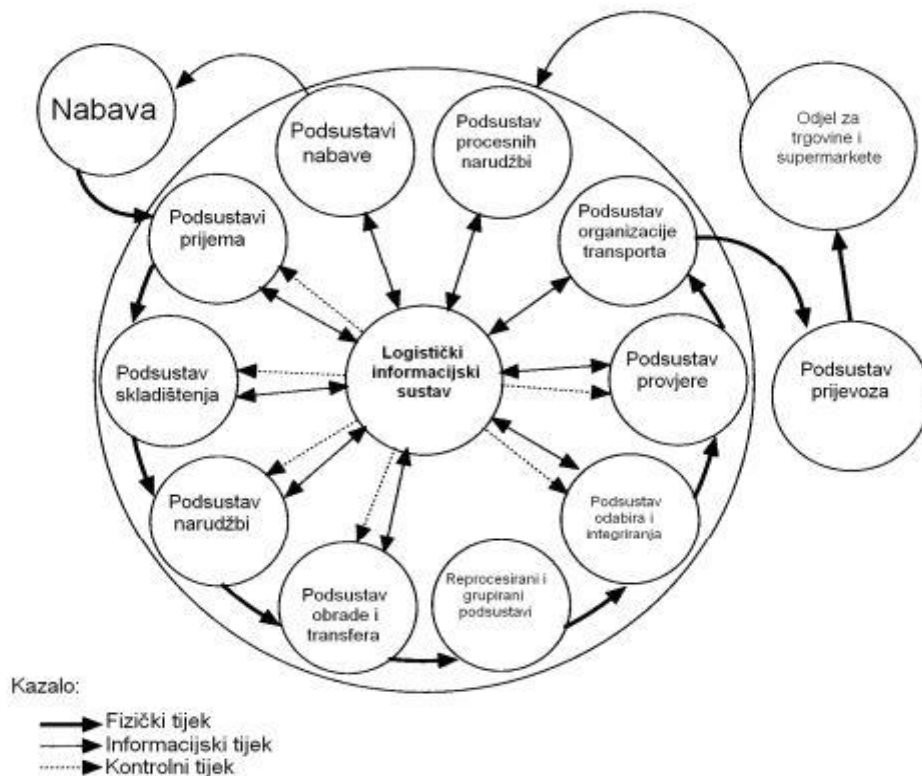 Nabava
Podsustavi
nabave
Podsustav
procesnih
narudžbi
Odjel za
trgovine i
supermarkete
Podsustavi
prijema
Podsustav
organizacije
transporta
Logistički
informacijski
sustav
Podsustav
skladištenja
Podsustav
provjere
Podsustav
prijevoza
Podsustav
narudžbi
Podsustav
odabira i
integriranja
Podsustav
obrade i
transfera
Reprocesirani i
grupirani
podsustavi
Kazalo:
Fizički tijek
Informacijski tijek
Kontrolni tijek